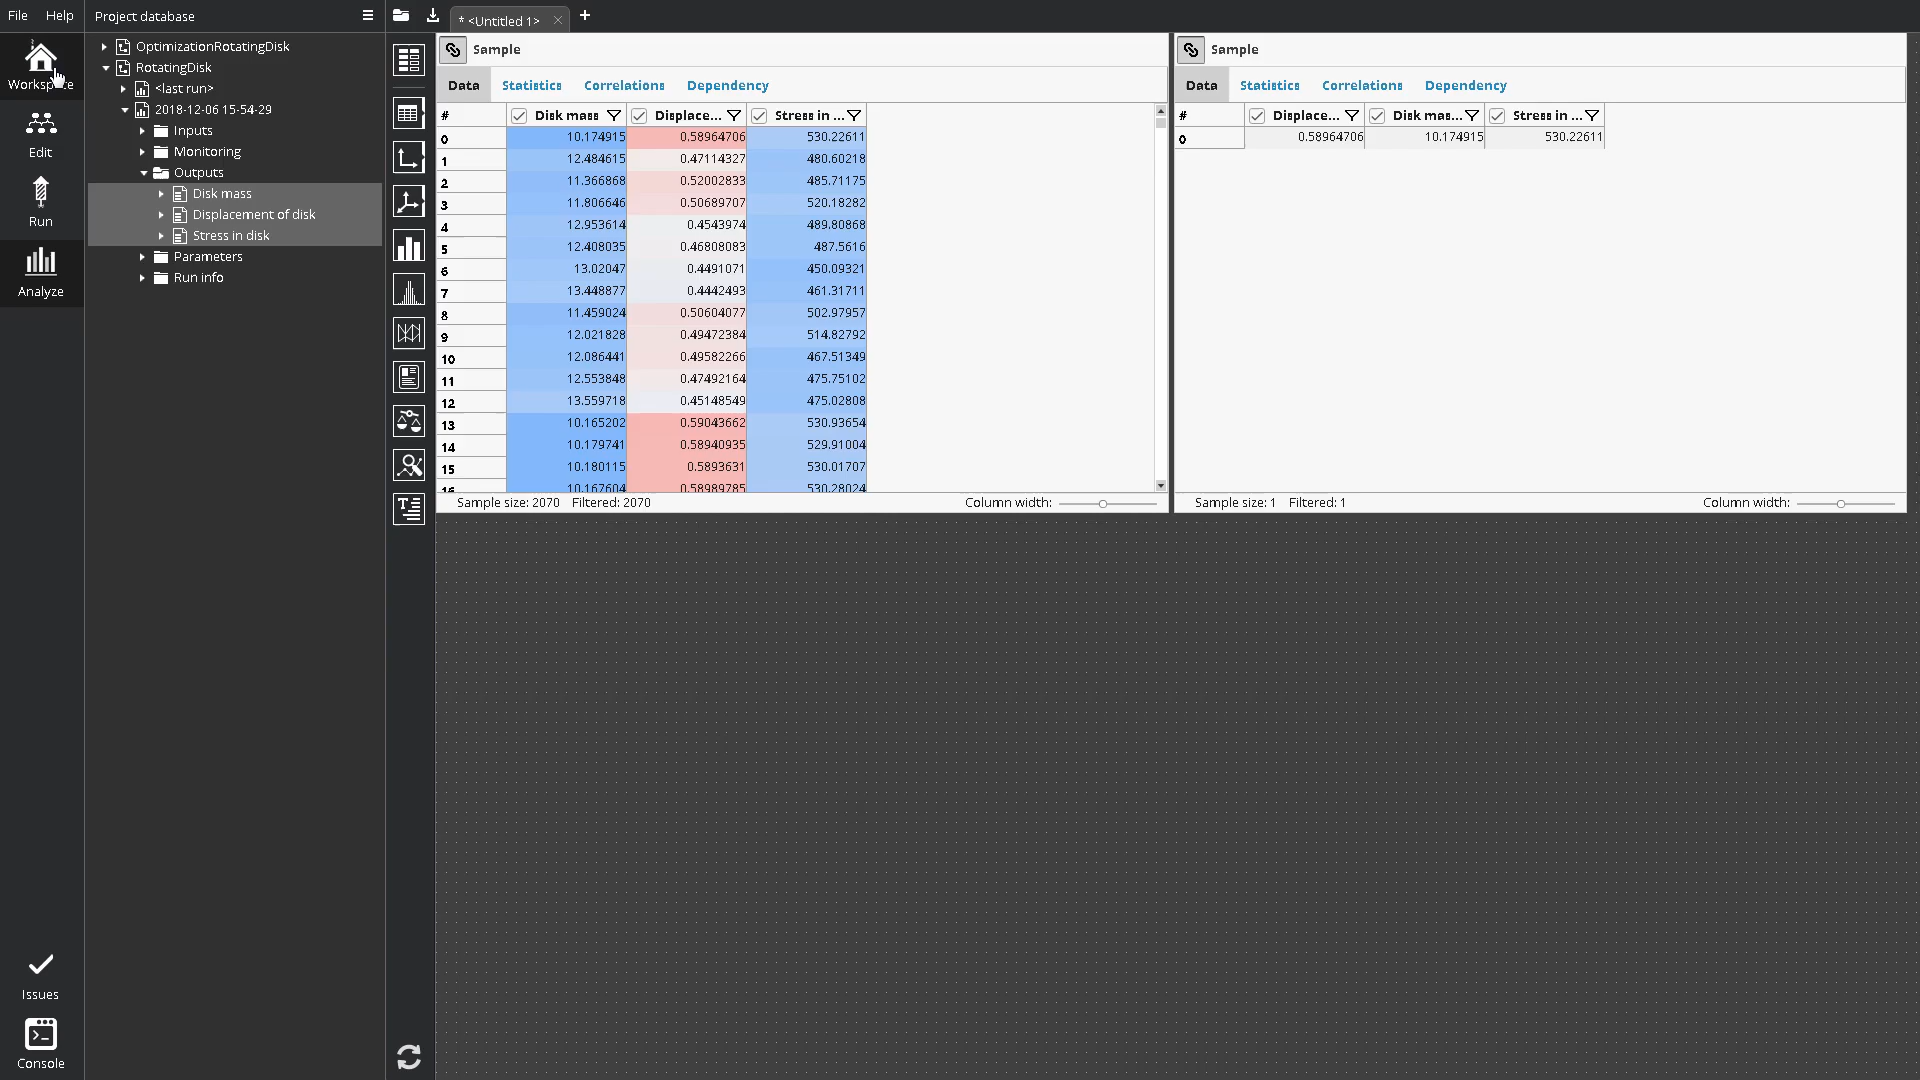 File Help
Project database
* <Untitled 1>
Workspace
Edit
Run
Analyze
Issues
Console
OptimizationRotatingDisk
RotatingDisk
<last run>
2018-12-06 15-54-29
Inputs
Monitoring
Outputs
Disk mass
Displacement of disk
Stress in disk
Parameters
Run info
Sample
Data Statistics Correlations Dependency
# Disk mass Displace... Stress in ...
0 10.174915 0.58964706 530.22611
1 12.484615 0.47114327 480.60218
2 11.366868 0.52002833 485.71175
3 11.806646 0.50689707 520.18282
4 12.953614 0.4543974 489.80868
5 12.408035 0.46808083 487.5616
6 13.02047 0.4491071 450.09321
7 13.448877 0.4442493 461.31711
8 11.459024 0.50604077 502.97957
9 12.021828 0.49472384 514.82792
10 12.086441 0.49582266 467.51349
11 12.553848 0.47492164 475.75102
12 13.559718 0.45148549 475.02808
13 10.165202 0.59043662 530.93654
14 10.179741 0.58940935 529.91004
15 10.180115 0.5893631 530.01707
16 10.167604 0.58989785 530.28024
Sample size: 2070 Filtered: 2070 Column width:
Sample
Data Statistics Correlations Dependency
# Displace... Disk mas... Stress in ...
0 0.58964706 10.174915 530.22611
Sample size: 1 Filtered: 1 Column width: